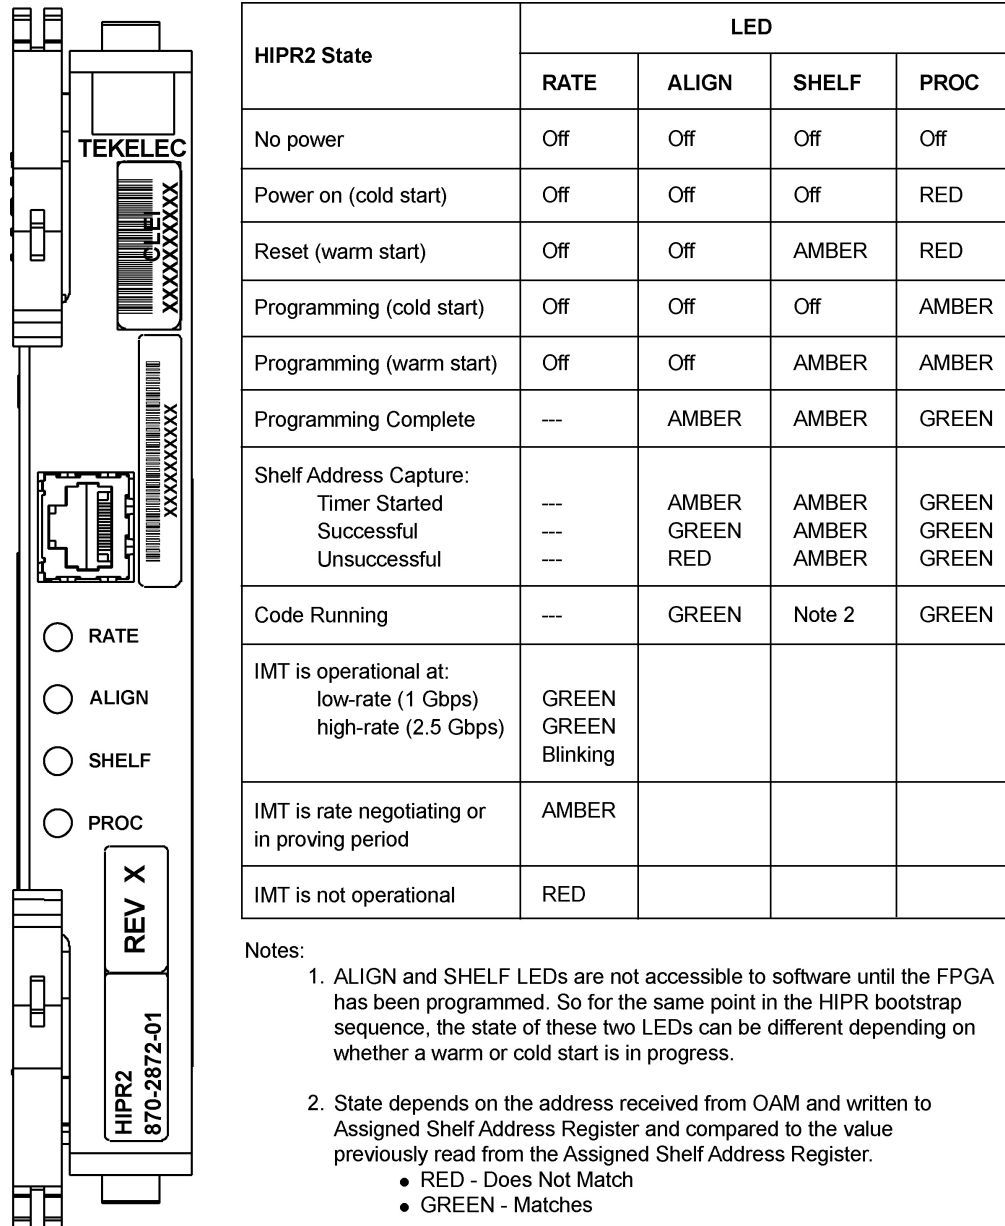 TEKELEC
CLEI
XXXXXXXXXX
XXXXXXXXXX
RATE
ALIGN
SHELF
PROC
REV X
HIPR2
870-2872-01
HIPR2 State LED
RATE ALIGN SHELF PROC
No power Off Off Off Off
Power on (cold start) Off Off Off RED
Reset (warm start) Off Off AMBER RED
Programming (cold start) Off Off Off AMBER
Programming (warm start) Off Off AMBER AMBER
Programming Complete --- AMBER AMBER GREEN
Shelf Address Capture:
Timer Started --- AMBER AMBER GREEN
Successful --- GREEN AMBER GREEN
Unsuccessful --- RED AMBER GREEN
Code Running --- GREEN Note 2 GREEN
IMT is operational at:
low-rate (1 Gbps) GREEN
high-rate (2.5 Gbps) GREEN
Blinking
IMT is rate negotiating or AMBER
in proving period
IMT is not operational RED
Notes:
1. ALIGN and SHELF LEDs are not accessible to software until the FPGA
has been programmed. So for the same point in the HIPR bootstrap
sequence, the state of these two LEDs can be different depending on
whether a warm or cold start is in progress.
2. State depends on the address received from OAM and written to
Assigned Shelf Address Register and compared to the value
previously read from the Assigned Shelf Address Register.
• RED - Does Not Match
• GREEN - Matches